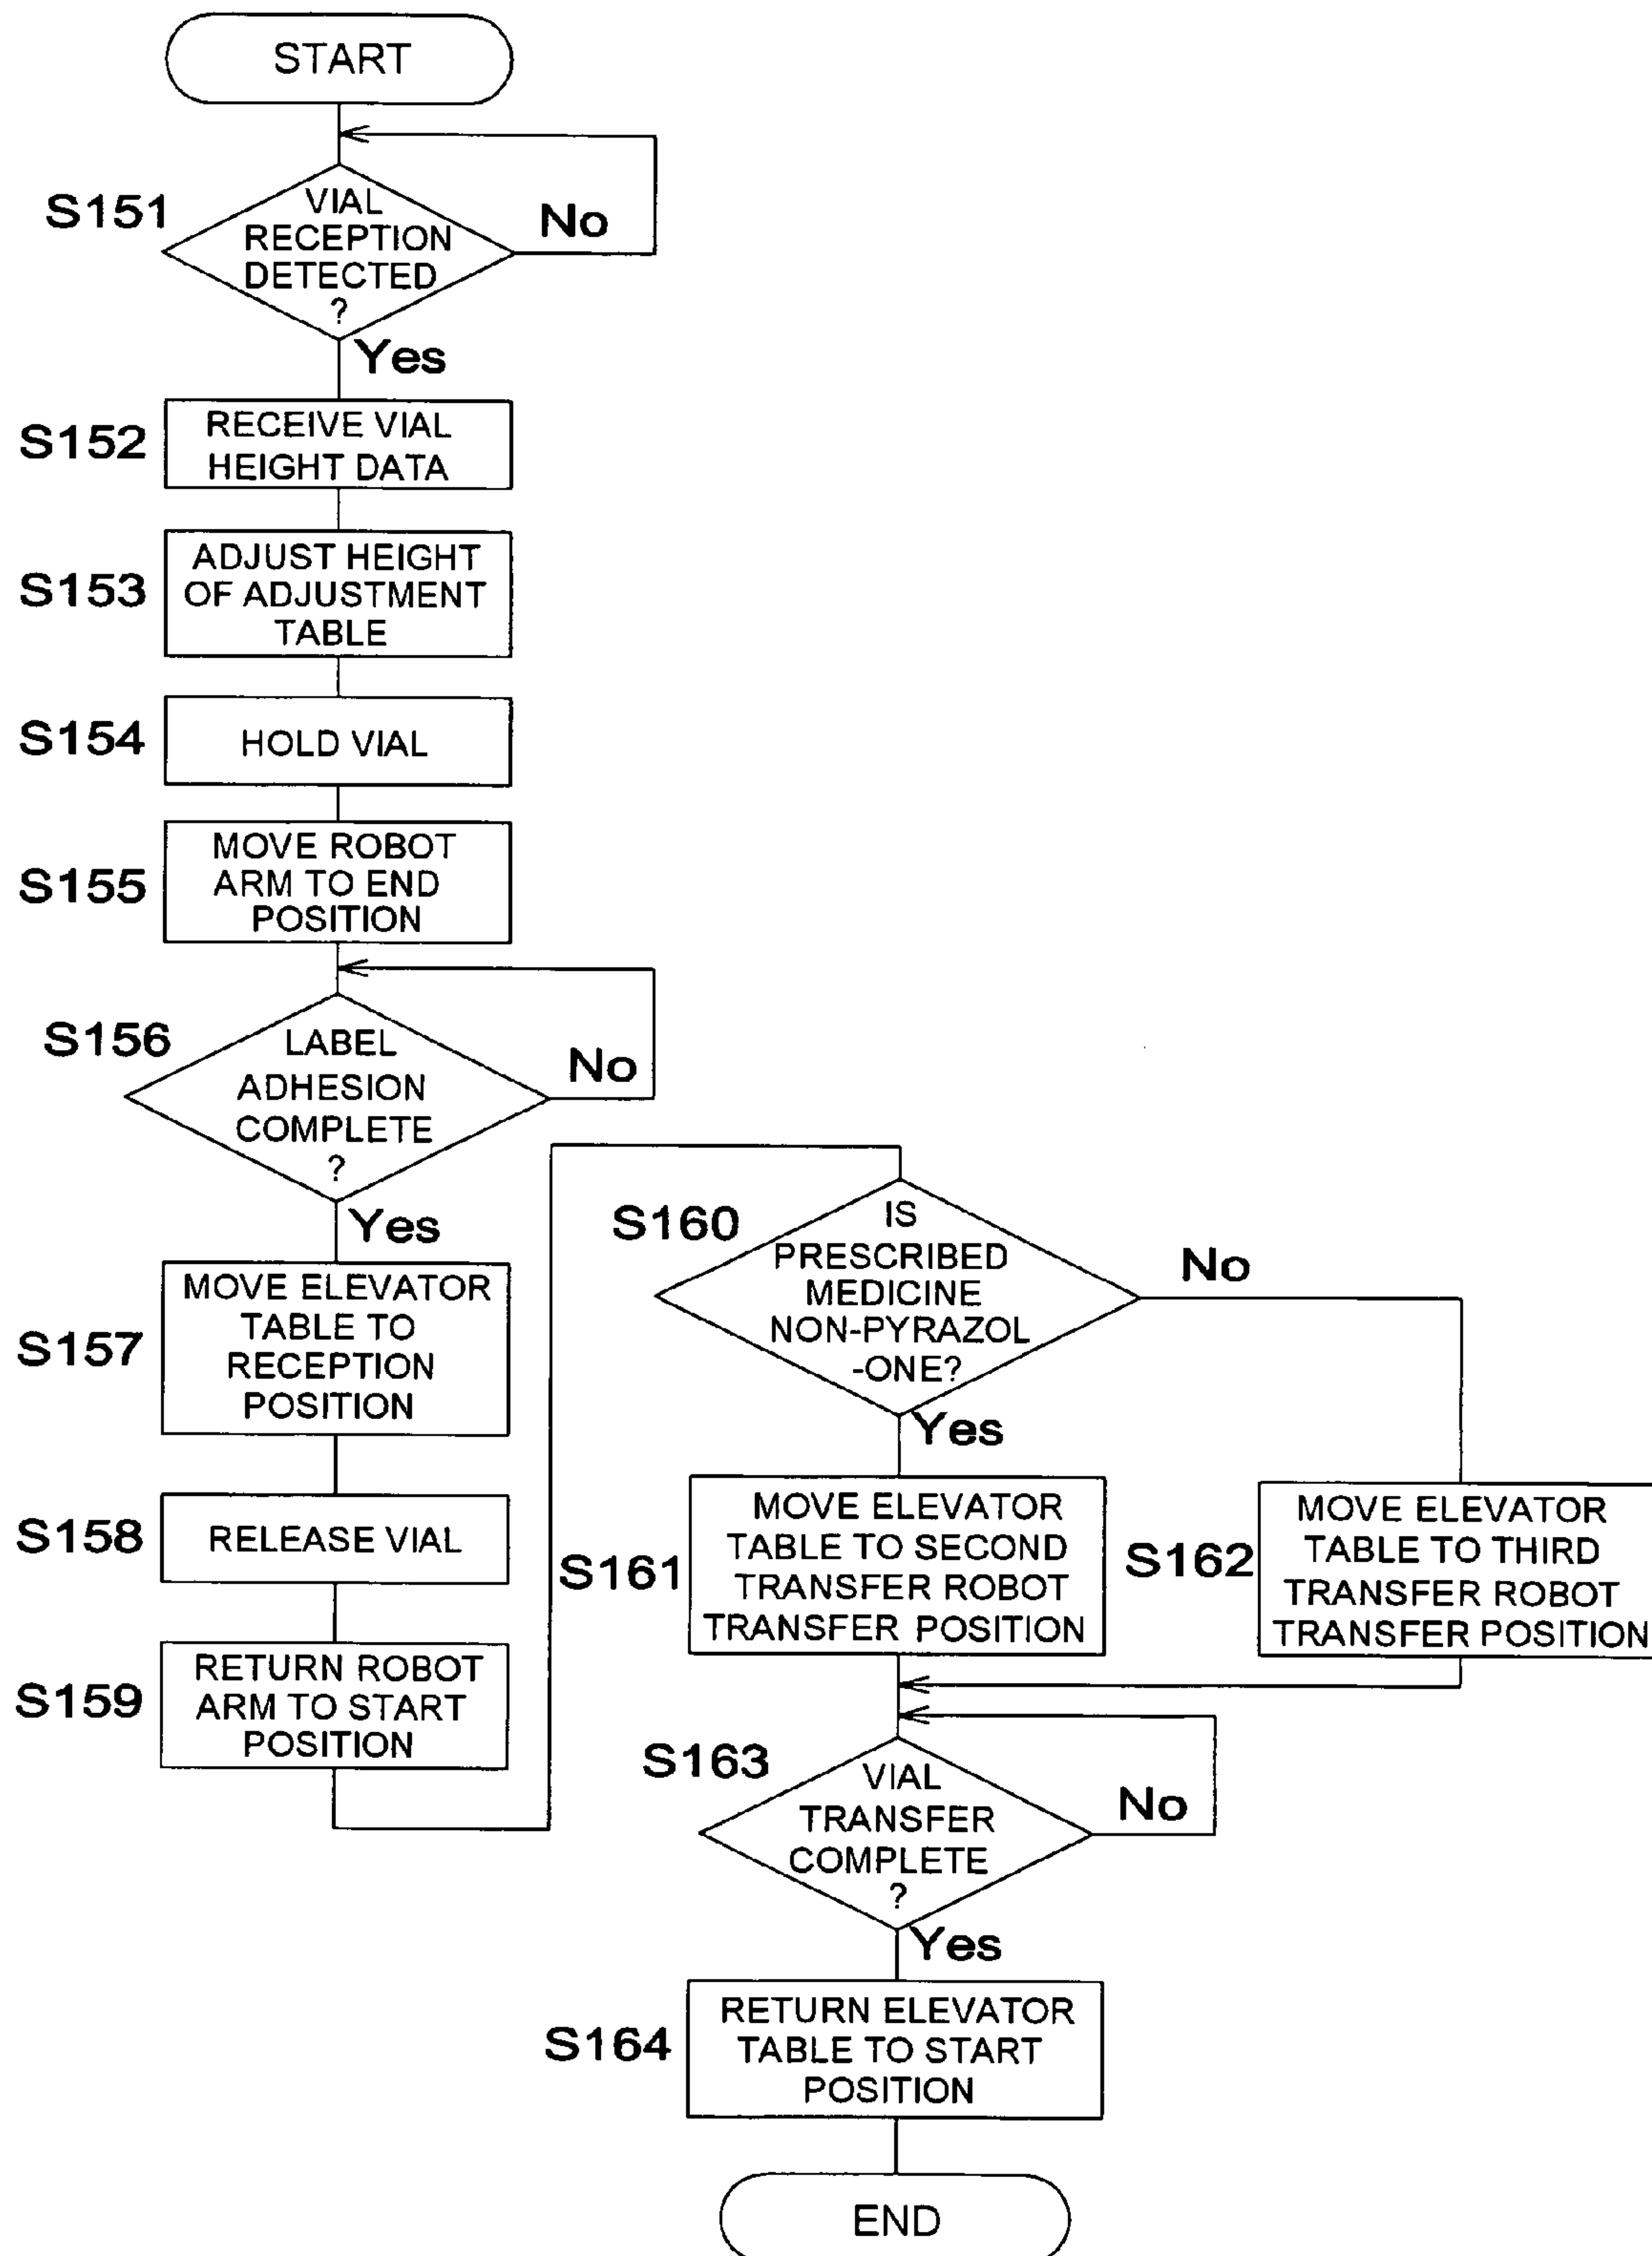 START
S151
VIAL
RECEPTION
DETECTED
?
No
Yes
S152
RECEIVE VIAL
HEIGHT DATA
S153
ADJUST HEIGHT
OF ADJUSTMENT
TABLE
S154
HOLD VIAL
S155
MOVE ROBOT
ARM TO END
POSITION
S156
LABEL
ADHESION
COMPLETE
?
No
Yes
S157
MOVE ELEVATOR
TABLE TO
RECEPTION
POSITION
S158
RELEASE VIAL
S159
RETURN ROBOT
ARM TO START
POSITION
S160
IS
PRESCRIBED
MEDICINE
NON-PYRAZOL
-ONE?
No
Yes
S161
MOVE ELEVATOR
TABLE TO SECOND
TRANSFER ROBOT
TRANSFER POSITION
S162
MOVE ELEVATOR
TABLE TO THIRD
TRANSFER ROBOT
TRANSFER POSITION
S163
VIAL
TRANSFER
COMPLETE
?
No
Yes
S164
RETURN ELEVATOR
TABLE TO START
POSITION
END